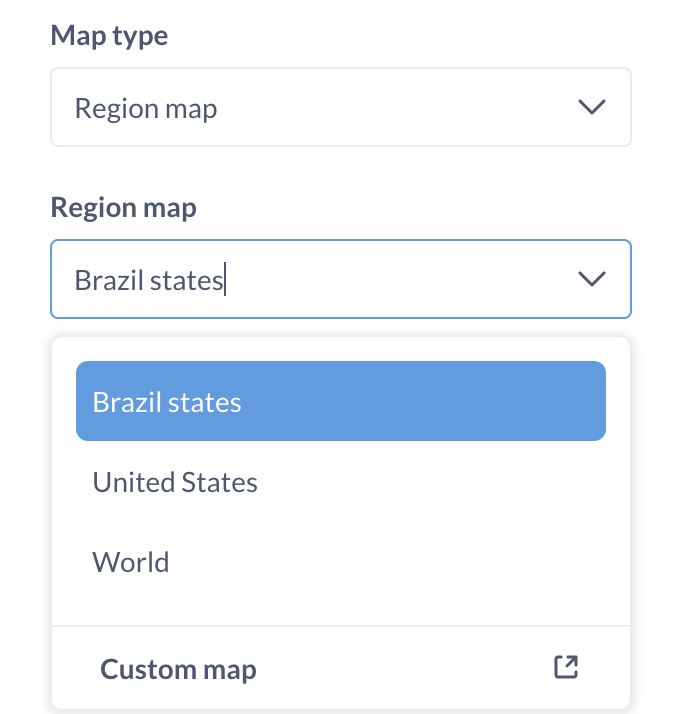 Map type
Region map
Region map
Brazil states
Brazil states
United States
World
Custom map